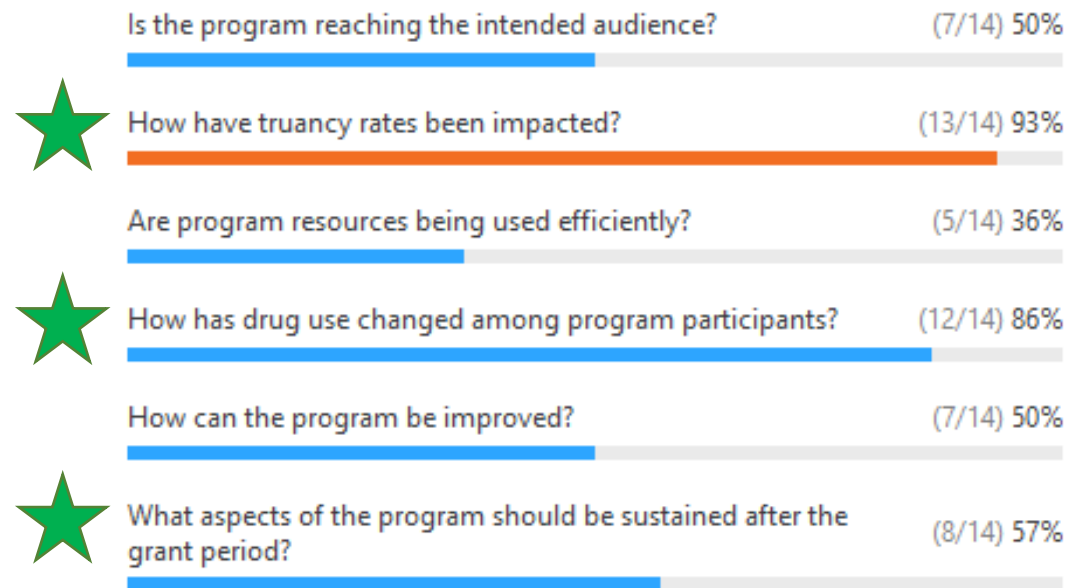 Is the program reaching the intended audience? (7/14) 50%
How have truancy rates been impacted? (13/14) 93%
Are program resources being used efficiently? (5/14) 36%
How has drug use changed among program participants? (12/14) 86%
How can the program be improved? (7/14) 50%
What aspects of the program should be sustained after the
grant period?
(8/14) 57%